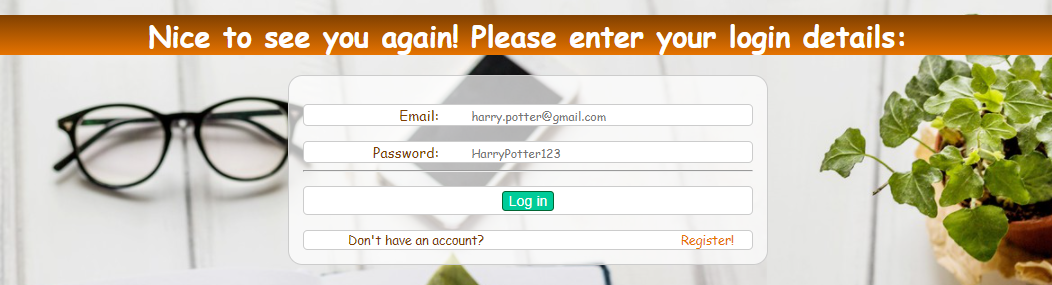 Nice to see you again! Please enter your login details:
Email: harry.potter@gmail.com
Password: HarryPotter123
Log in
Don't have an account? Register!